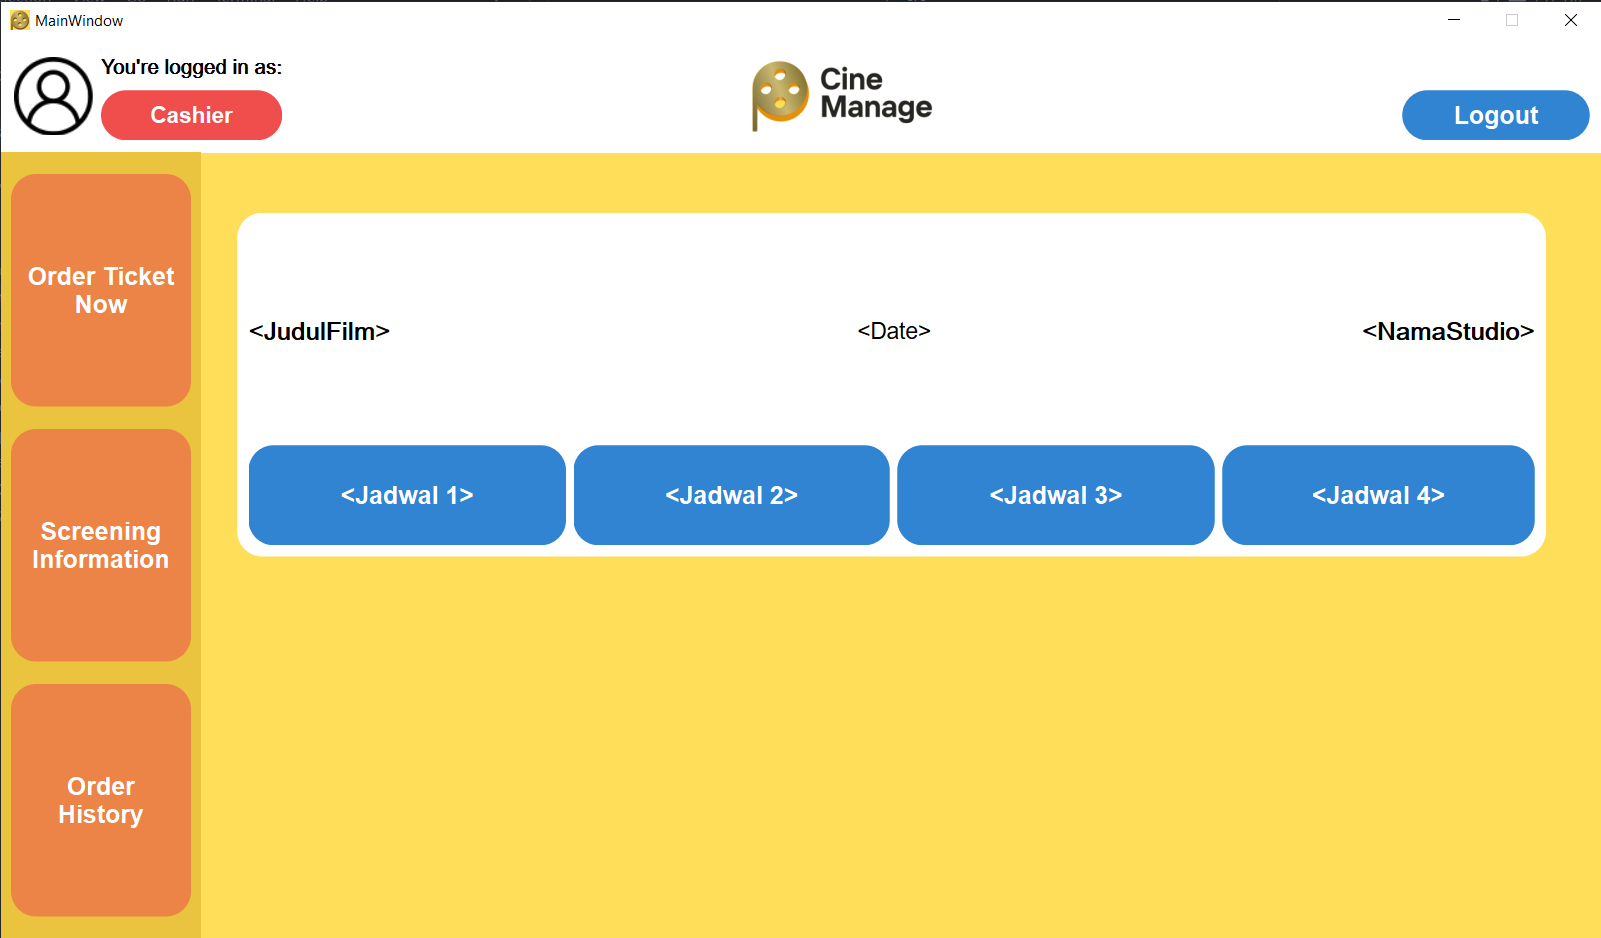 MainWindow
You're logged in as:
Cashier
Cine
Manage
Logout
Order Ticket
Now
Screening
Information
Order
History
<JudulFilm>
<Date>
<NamaStudio>
<Jadwal 1>
<Jadwal 2>
<Jadwal 3>
<Jadwal 4>